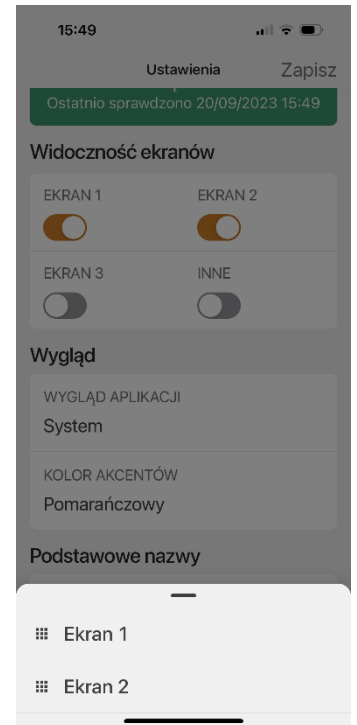 15:49
Ustawienia Zapisz
Ostatnio sprawdzono 20/09/2023 15:49
Widoczność ekranów
EKRAN 1 EKRAN 2
EKRAN 3 INNE
Wygląd
WYGLĄD APLIKACJI
System
KOLOR AKCENTÓW
Pomarańczowy
Podstawowe nazwy
Ekran 1
Ekran 2